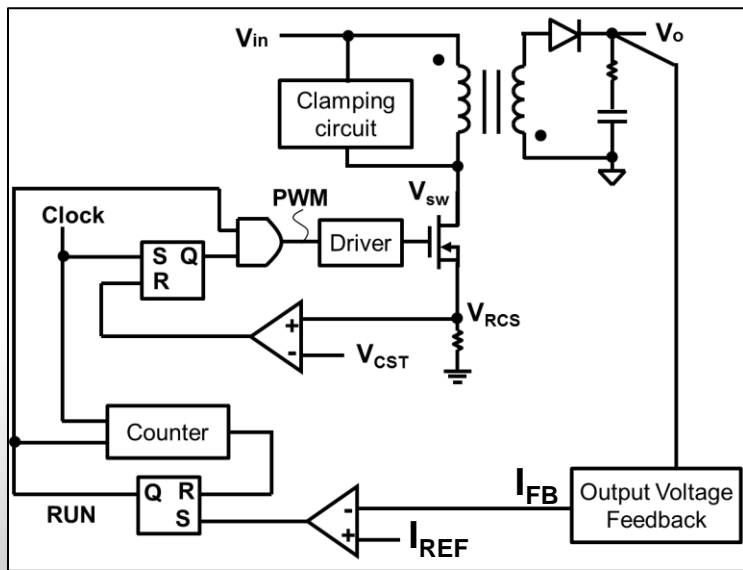 Vin
Vo
Clamping
circuit
Vsw
PWM
Clock
Driver
S Q
R
+
-
VRCS
VCST
Counter
Q R
S
RUN
-
+
IFB
IREF
Output Voltage
Feedback